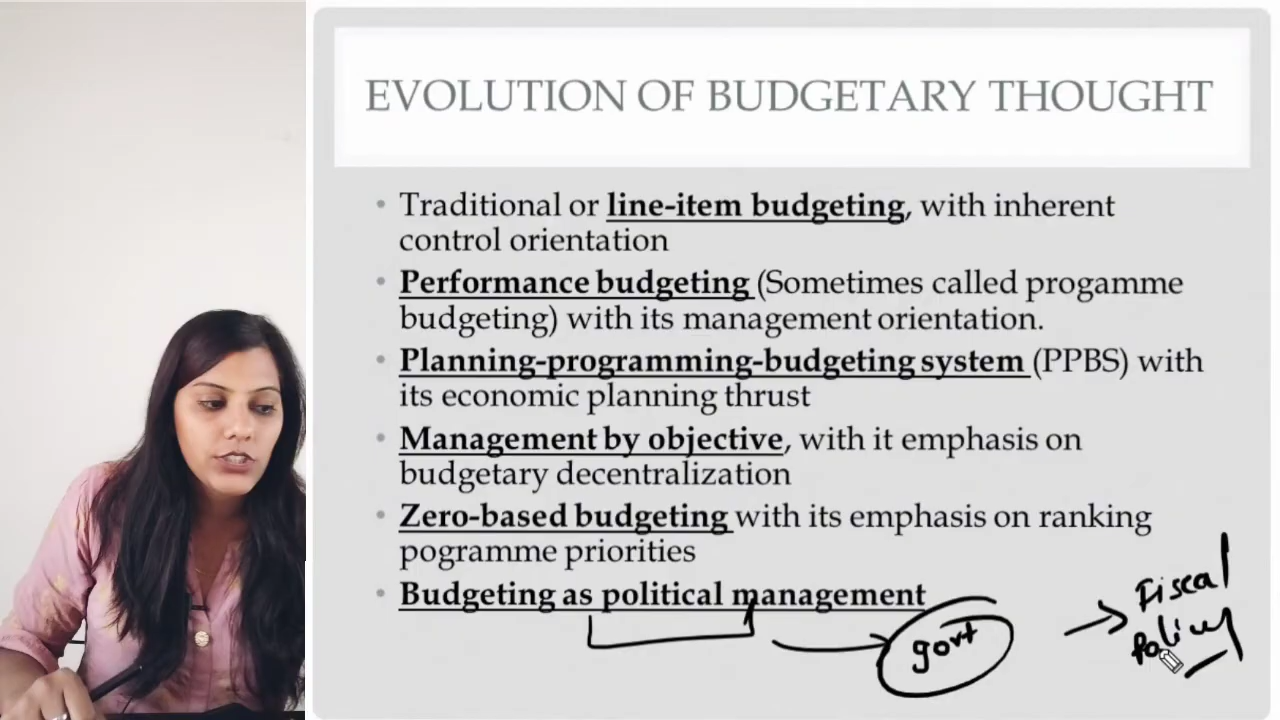 EVOLUTION OF BUDGETARY THOUGHT
• Traditional or line-item budgeting, with inherent
control orientation
• Performance budgeting (Sometimes called progamme
budgeting) with its management orientation.
• Planning-programming-budgeting system (PPBS) with
its economic planning thrust
• Management by objective, with it emphasis on
budgetary decentralization
• Zero-based budgeting with its emphasis on ranking
pogramme priorities
• Budgeting as political management
govt
Fiscal
Policy